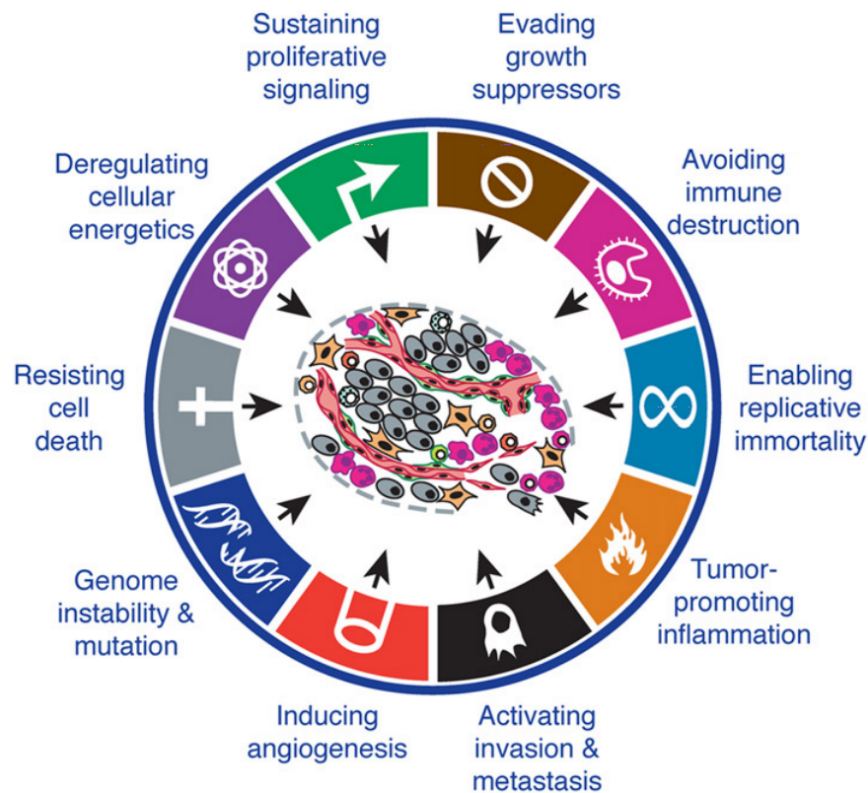 Sustaining
proliferative
signaling
Evading
growth
suppressors
Deregulating
cellular
energetics
Avoiding
immune
destruction
Resisting
cell
death
Enabling
replicative
immortality
Genome
instability &
mutation
Tumor-
promoting
inflammation
Inducing
angiogenesis
Activating
invasion &
metastasis